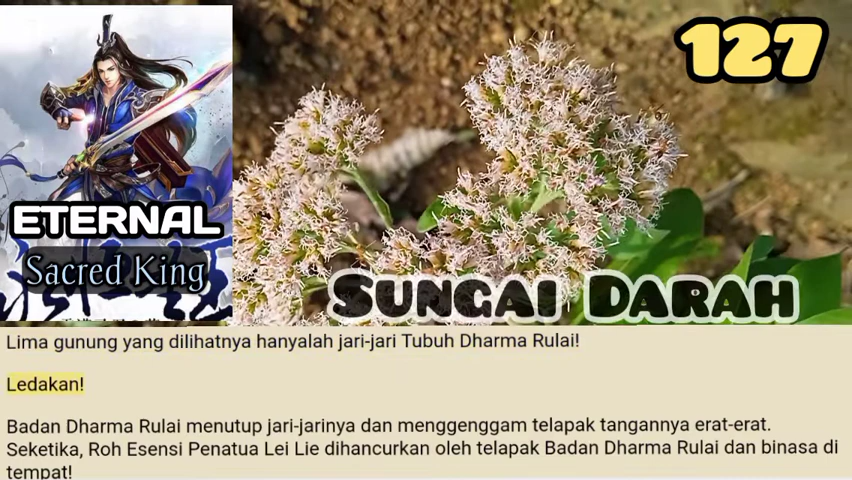 127
ETERNAL
Sacred King
SUNGAI DARAH
Lima gunung yang dilihatnya hanyalah jari-jari Tubuh Dharma Rulai!
Ledakan!
Badan Dharma Rulai menutup jari-jarinya dan menggenggam telapak tangannya erat-erat.
Seketika, Roh Esensi Penatua Lei Lie dihancurkan oleh telapak Badan Dharma Rulai dan binasa di
tempat!